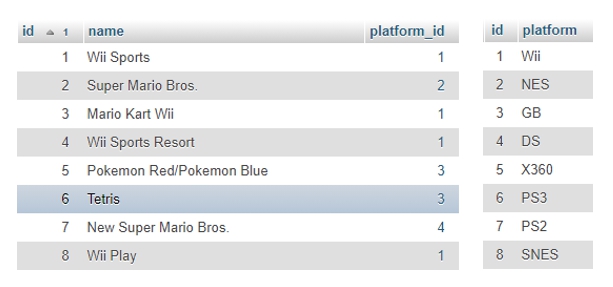 id 1 name platform_id
1 Wii Sports 1
2 Super Mario Bros. 2
3 Mario Kart Wii 1
4 Wii Sports Resort 1
5 Pokemon Red/Pokemon Blue 3
6 Tetris 3
7 New Super Mario Bros. 4
8 Wii Play 1
id platform
1 Wii
2 NES
3 GB
4 DS
5 X360
6 PS3
7 PS2
8 SNES